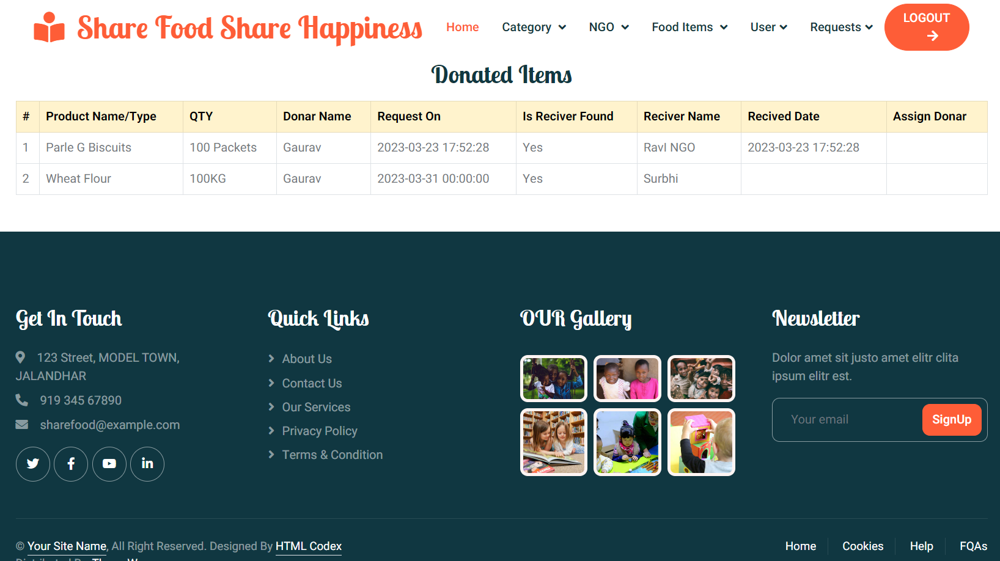 Share Food Share Happiness
Home Category NGO Food Items User Requests LOGOUT
Donated Items
# Product Name/Type QTY Donar Name Request On Is Reciver Found Reciver Name Recived Date Assign Donar
1 Parle G Biscuits 100 Packets Gaurav 2023-03-23 17:52:28 Yes RavI NGO 2023-03-23 17:52:28
2 Wheat Flour 100KG Gaurav 2023-03-31 00:00:00 Yes Surbhi
Get In Touch
123 Street, MODEL TOWN,
JALANDHAR
919 345 67890
sharefood@example.com
Quick Links
About Us
Contact Us
Our Services
Privacy Policy
Terms & Condition
OUR Gallery
Newsletter
Dolor amet sit justo amet elitr clita
ipsum elitr est.
Your email SignUp
© Your Site Name, All Right Reserved. Designed By HTML Codex
Home Cookies Help FQAs